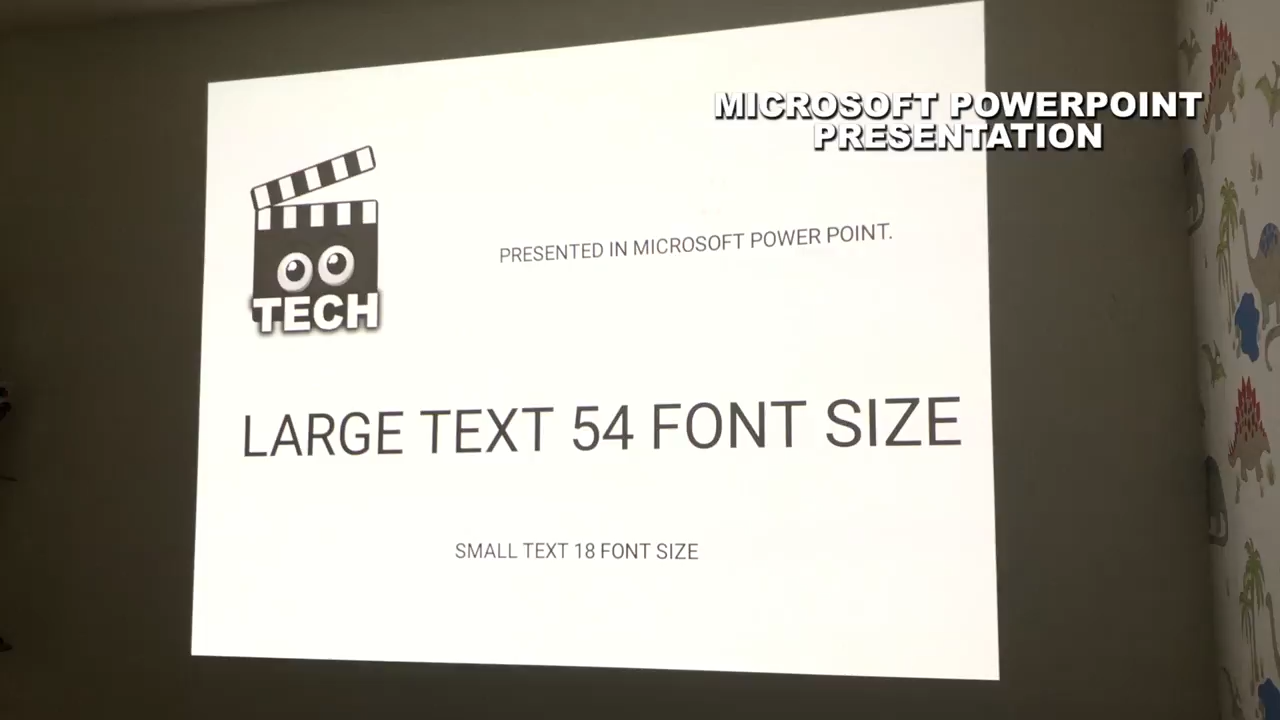 MICROSOFT POWERPOINT
PRESENTATION
TECH
PRESENTED IN MICROSOFT POWER POINT.
LARGE TEXT 54 FONT SIZE
SMALL TEXT 18 FONT SIZE